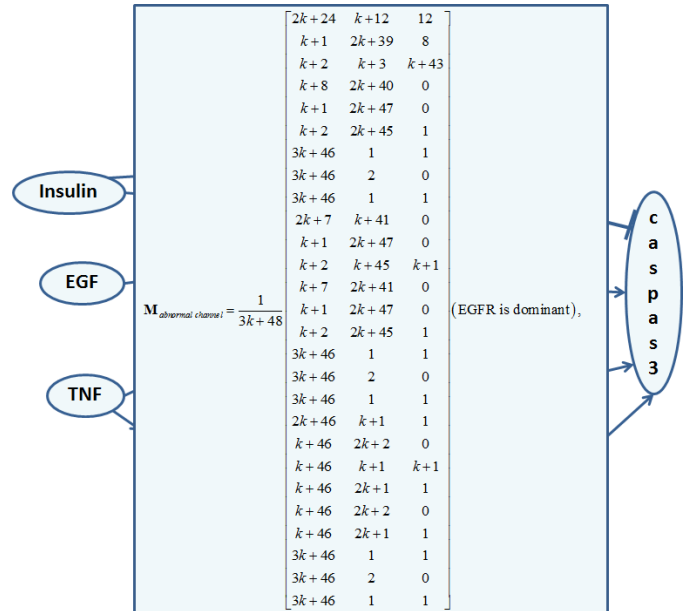 2k+24 k+12 12
k+1 2k+39 8
k+2 k+3 k+43
k+8 2k+40 0
k+1 2k+47 0
k+2 2k+45 1
3k+46 1 1
3k+46 2 0
3k+46 1 1
2k+7 k+41 0
k+1 2k+47 0
k+2 k+45 k+1
k+7 2k+41 0
k+1 2k+47 0
k+2 2k+45 1
3k+46 1 1
3k+46 2 0
3k+46 1 1
2k+46 k+1 1
k+46 2k+2 0
k+46 k+1 k+1
k+46 2k+1 1
k+46 2k+2 0
k+46 2k+1 1
3k+46 1 1
3k+46 2 0
3k+46 1 1
M abnormal channel = 1
3k+48
(EGFR is dominant),
Insulin
EGF
TNF
c
a
s
p
a
s
3